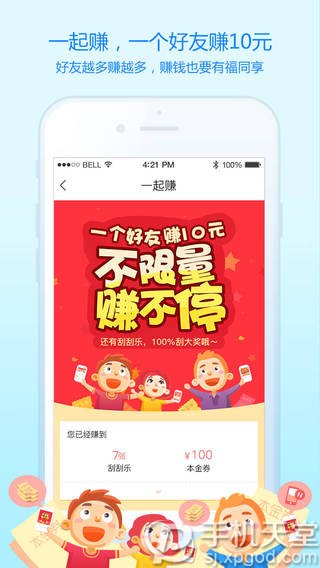 一起赚，一个好友赚10元
好友越多赚越多，赚钱也要有福同享
BELL 4:21 PM 100%
一起赚
一个好友赚10元
不限量
赚不停
还有刮刮乐，100%刮大奖哦~
您已经赚到
7张 ¥100
刮刮乐 本金券
手机天堂
sj.xpgod.com